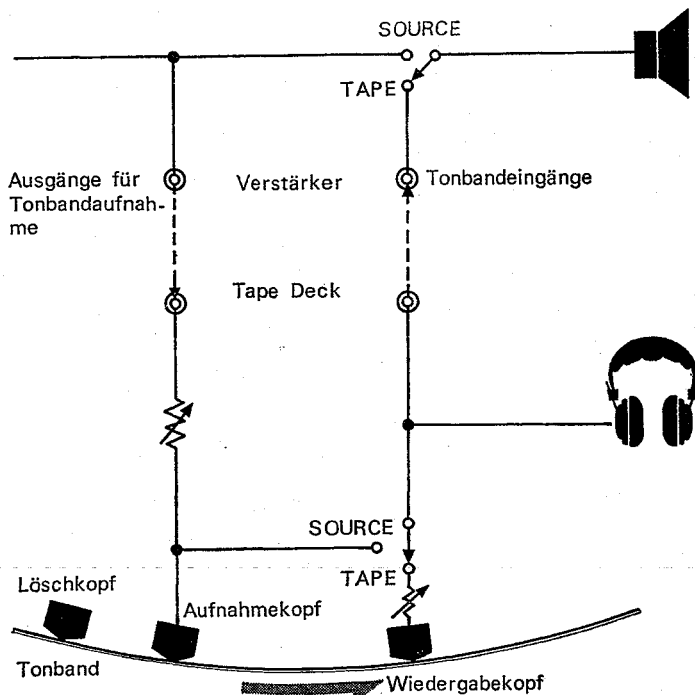 SOURCE
TAPE
Ausgänge für
Tonbandaufnah-
me
Verstärker
Tonbandeingänge
Tape Deck
SOURCE
TAPE
Löschkopf
Aufnahmekopf
Tonband
Wiedergabekopf